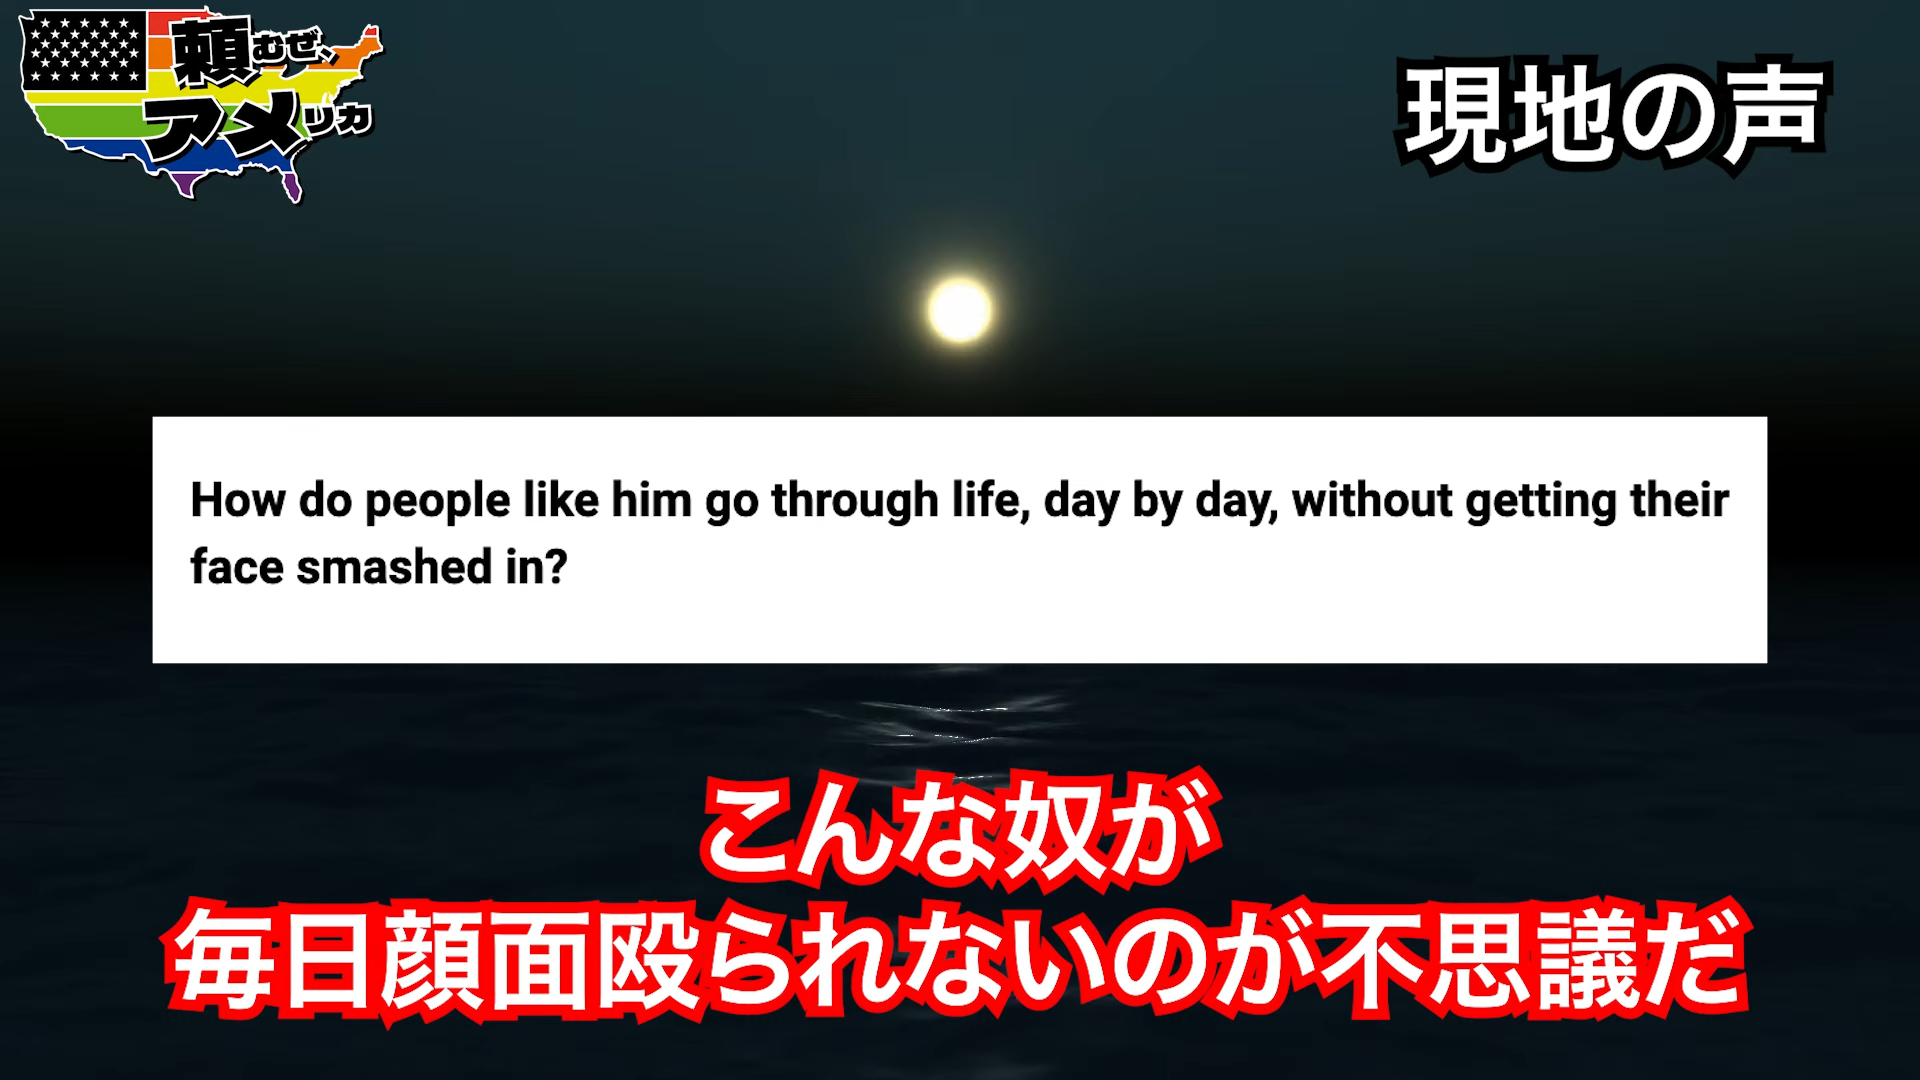 頼むぜ、
アメリカ
現地の声
How do people like him go through life, day by day, without getting their
face smashed in?
こんな奴が
毎日顔面殴られないのが不思議だ